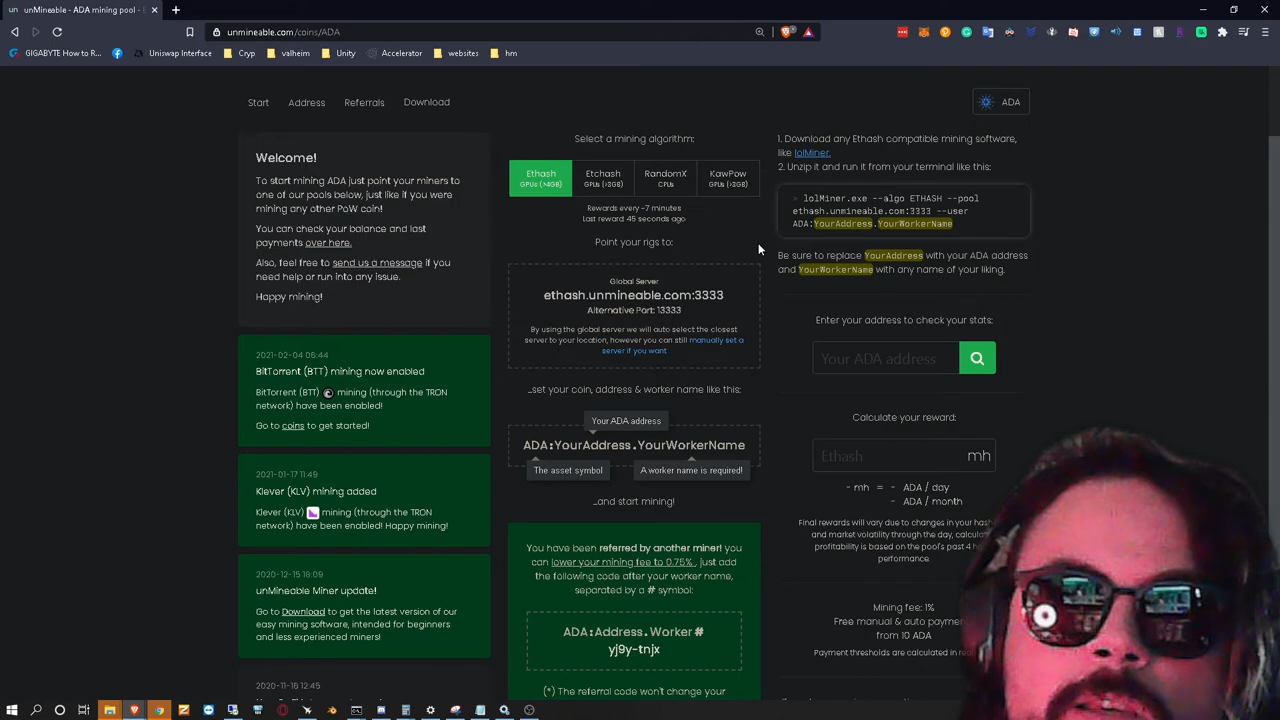 unMineable - ADA mining pool - E
unmineable.com/coins/ADA
GIGABYTE How to R...
Uniswap Interface
Cryp
valheim
Unity
Accelerator
websites
hm
Start
Address
Referrals
Download
ADA
Welcome!
To start mining ADA just point your miners to
one of our pools below, just like if you were
mining any other PoW coin!
You can check your balance and last
payments over here.
Also, feel free to send us a message if you
need help or run into any issue.
Happy mining!
2021-02-04 06:44
BitTorrent (BTT) mining now enabled
BitTorrent (BTT) mining (through the TRON
network) have been enabled!
Go to coins to get started!
2021-01-17 11:49
Klever (KLV) mining added
Klever (KLV) mining (through the TRON
network) have been enabled! Happy mining!
2020-12-15 18:09
unMineable Miner update!
Go to Download to get the latest version of our
easy mining software, intended for beginners
and less experienced miners!
2020-11-16 12:45
Select a mining algorithm:
Ethash
GPUs (>4GB)
Etchash
GPUs (>3GB)
RandomX
CPUs
KawPow
GPUs (>3GB)
Rewards every ~7 minutes
Last reward: 45 seconds ago
Point your rigs to:
Global Server
ethash.unmineable.com:3333
Alternative Port: 13333
By using the global server we will auto select the closest
server to your location, however you can still manually set a
server if you want
...set your coin, address & worker name like this:
Your ADA address
ADA:YourAddress.YourWorkerName
The asset symbol
A worker name is required!
...and start mining!
You have been referred by another miner! you
can lower your mining fee to 0.75% , just add
the following code after your worker name,
separated by a # symbol:
ADA:Address.Worker#
yj9y-tnjx
(*) The referral code won't change your
1. Download any Ethash compatible mining software,
like lolMiner.
2. Unzip it and run it from your terminal like this:
> lolMiner.exe --algo ETHASH --pool
ethash.unmineable.com:3333 --user
ADA:YourAddress.YourWorkerName
Be sure to replace YourAddress with your ADA address
and YourWorkerName with any name of your liking.
Enter your address to check your stats:
Your ADA address
Calculate your reward:
Ethash
mh
- mh = - ADA / day
- ADA / month
Final rewards will vary due to changes in your hash
and market volatility through the day, calcula
profitability is based on the pool's past 4 h
performance.
Mining fee: 1%
Free manual & auto paymen
from 10 ADA
Payment thresholds are calculated in rea